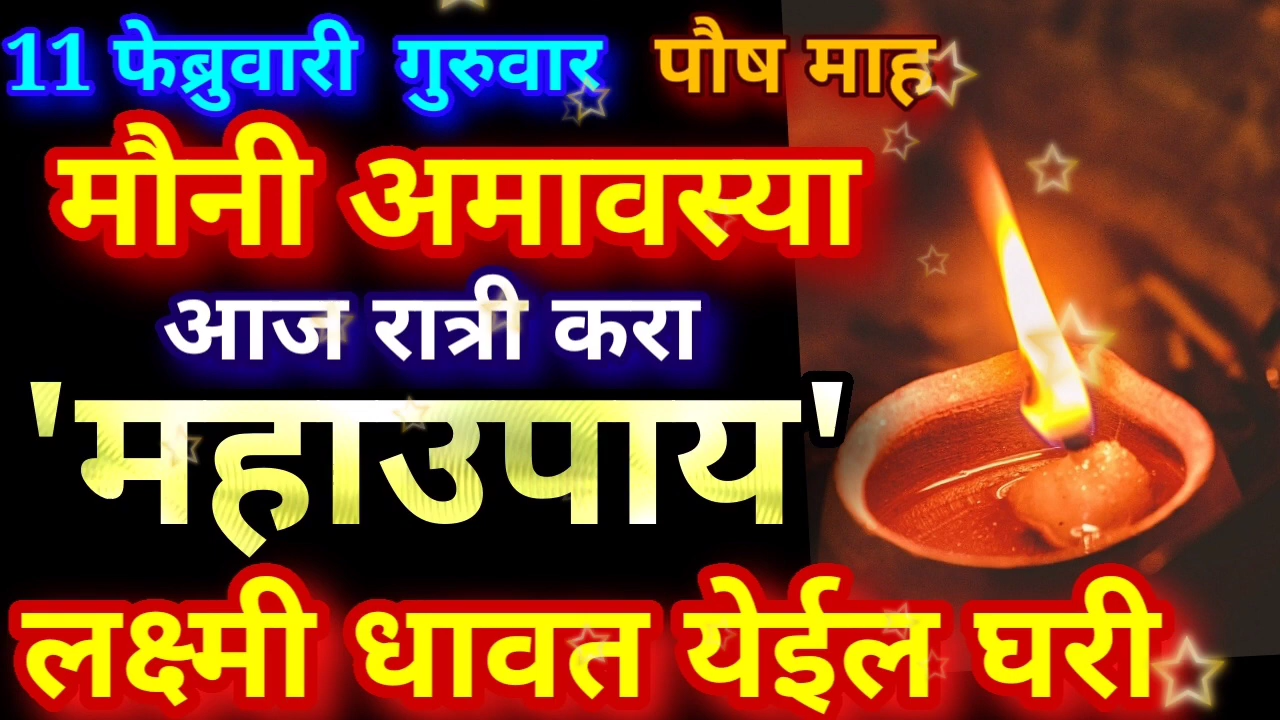 11 फेब्रुवारी गुरुवार पौष माह
मौनी अमावस्या
आज रात्री करा
'महाउपाय'
लक्ष्मी धावत येईल घरी